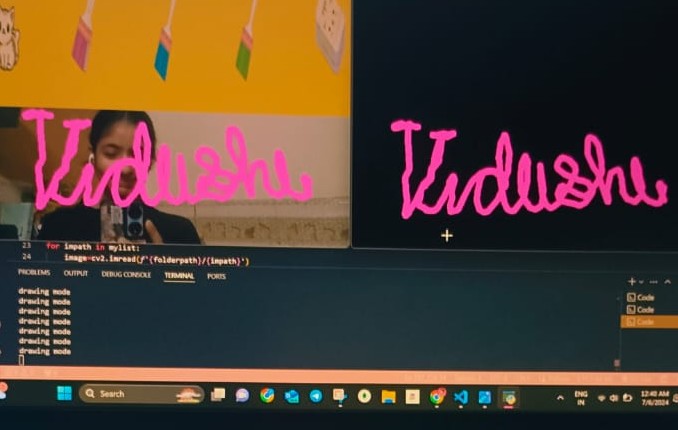 Vidushi
Vidushi
23 for impath in mylist:
24 image=cv2.imread(f'{folderpath}/{impath}')
PROBLEMS OUTPUT DEBUG CONSOLE TERMINAL PORTS
drawing mode
drawing mode
drawing mode
drawing mode
drawing mode
drawing mode
drawing mode
Code
Code
Code
Search
ENG
IN
12:40 AM
7/6/2024